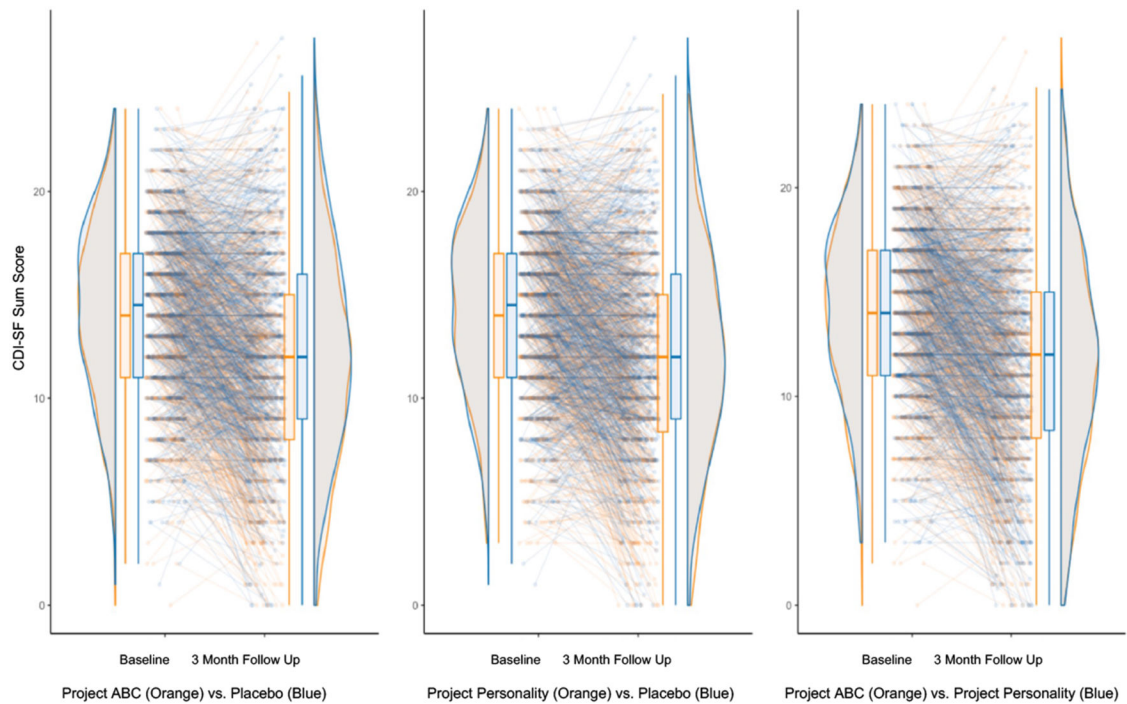 CDI-SF Sum Score
20
10
0
20
10
0
20
10
0
Baseline 3 Month Follow Up
Baseline 3 Month Follow Up
Baseline 3 Month Follow Up
Project ABC (Orange) vs. Placebo (Blue)
Project Personality (Orange) vs. Placebo (Blue)
Project ABC (Orange) vs. Project Personality (Blue)